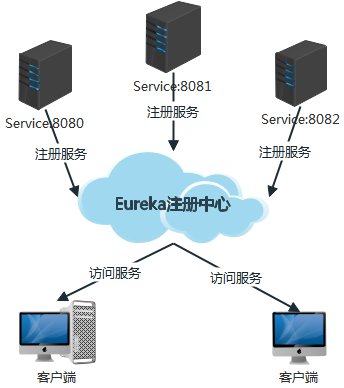 Service:8081
Service:8080
Service:8082
注册服务
注册服务
注册服务
Eureka注册中心
访问服务
访问服务
客户端
客户端